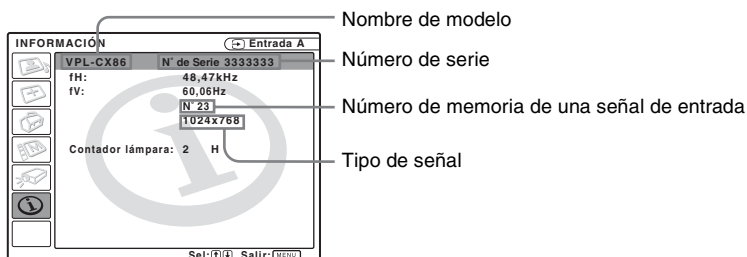 Nombre de modelo
INFORMACIÓN Entrada A
VPL-CX86 N° de Serie 3333333
Número de serie
fH: 48,47kHz
fV: 60,06Hz
N° 23
Número de memoria de una señal de entrada
1024x768
Contador lámpara: 2 H
Tipo de señal
Sel: Salir: MENU